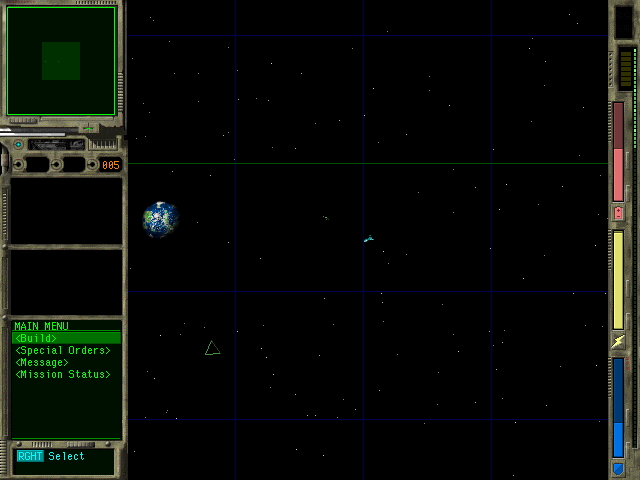 005
MAIN MENU
<Build>
<Special Orders>
<Message>
<Mission Status>
RGHT Select